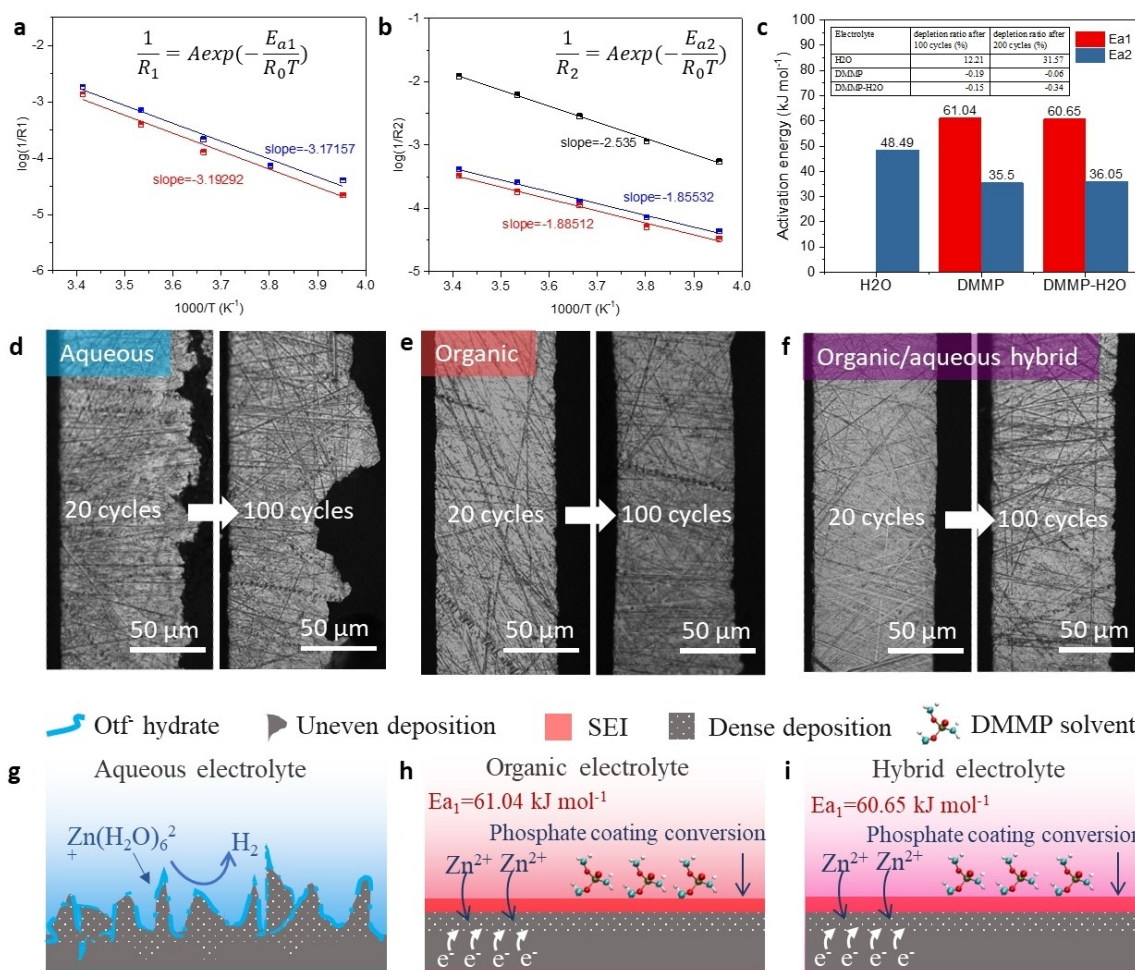 a
1/R1 = Aexp(−Ea1/R0T)
log(1/R1)
-2
-3
-4
-5
-6
slope=-3.17157
slope=-3.19292
3.4 3.5 3.6 3.7 3.8 3.9 4.0
1000/T (K-1)
b
1/R2 = Aexp(−Ea2/R0T)
log(1/R2)
-1
-2
-3
-4
-5
slope=-2.535
slope=-1.85532
slope=-1.88512
3.4 3.5 3.6 3.7 3.8 3.9 4.0
1000/T (K-1)
c
Activation energy (kJ mol-1)
100
90
80
70
60
50
40
30
20
10
0
Electrolyte depletion ratio after 100 cycles (%) depletion ratio after 200 cycles (%)
H2O 12.21 31.57
DMMP -0.19 -0.06
DMMP-H2O -0.15 -0.34
Ea1
Ea2
48.49
61.04
35.5
60.65
36.05
H2O DMMP DMMP-H2O
d
Aqueous
20 cycles
100 cycles
50 μm
50 μm
e
Organic
20 cycles
100 cycles
50 μm
50 μm
f
Organic/aqueous hybrid
20 cycles
100 cycles
50 μm
50 μm
Otf- hydrate
Uneven deposition
SEI
Dense deposition
DMMP solvent
g
Aqueous electrolyte
Zn(H2O)6 2
+
H2
h
Organic electrolyte
Ea1=61.04 kJ mol-1
Phosphate coating conversion
Zn2+ Zn2+
e- e- e- e-
i
Hybrid electrolyte
Ea1=60.65 kJ mol-1
Phosphate coating conversion
Zn2+ Zn2+
e- e- e- e-